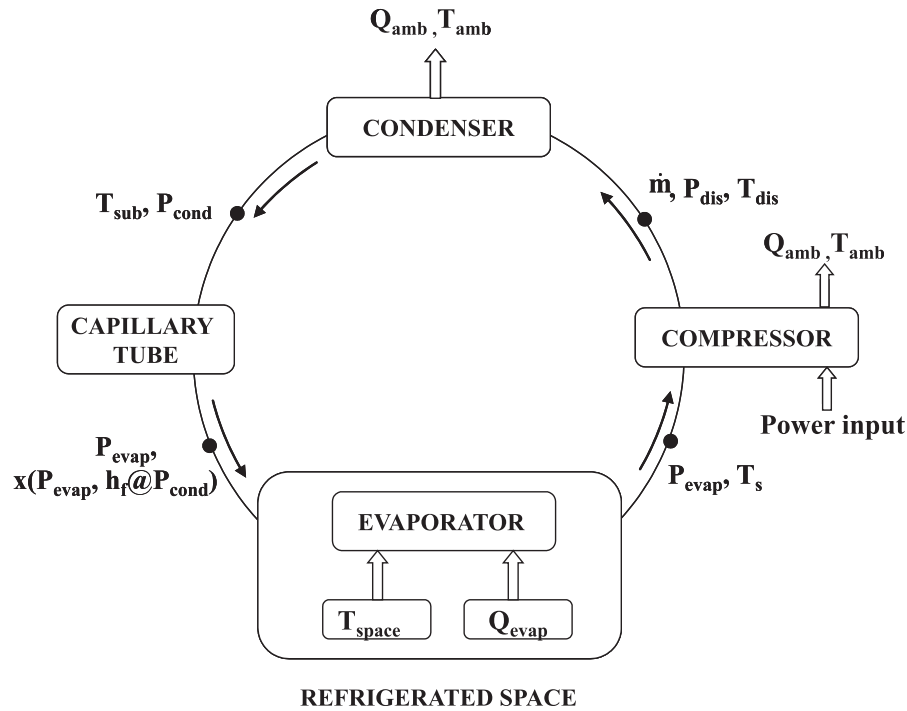 Q_amb ,T_amb
CONDENSER
T_sub, P_cond
ṁ, P_dis, T_dis
Q_amb ,T_amb
CAPILLARY
TUBE
COMPRESSOR
Power input
P_evap,
x(P_evap, h_f@P_cond)
P_evap, T_s
EVAPORATOR
T_space
Q_evap
REFRIGERATED SPACE